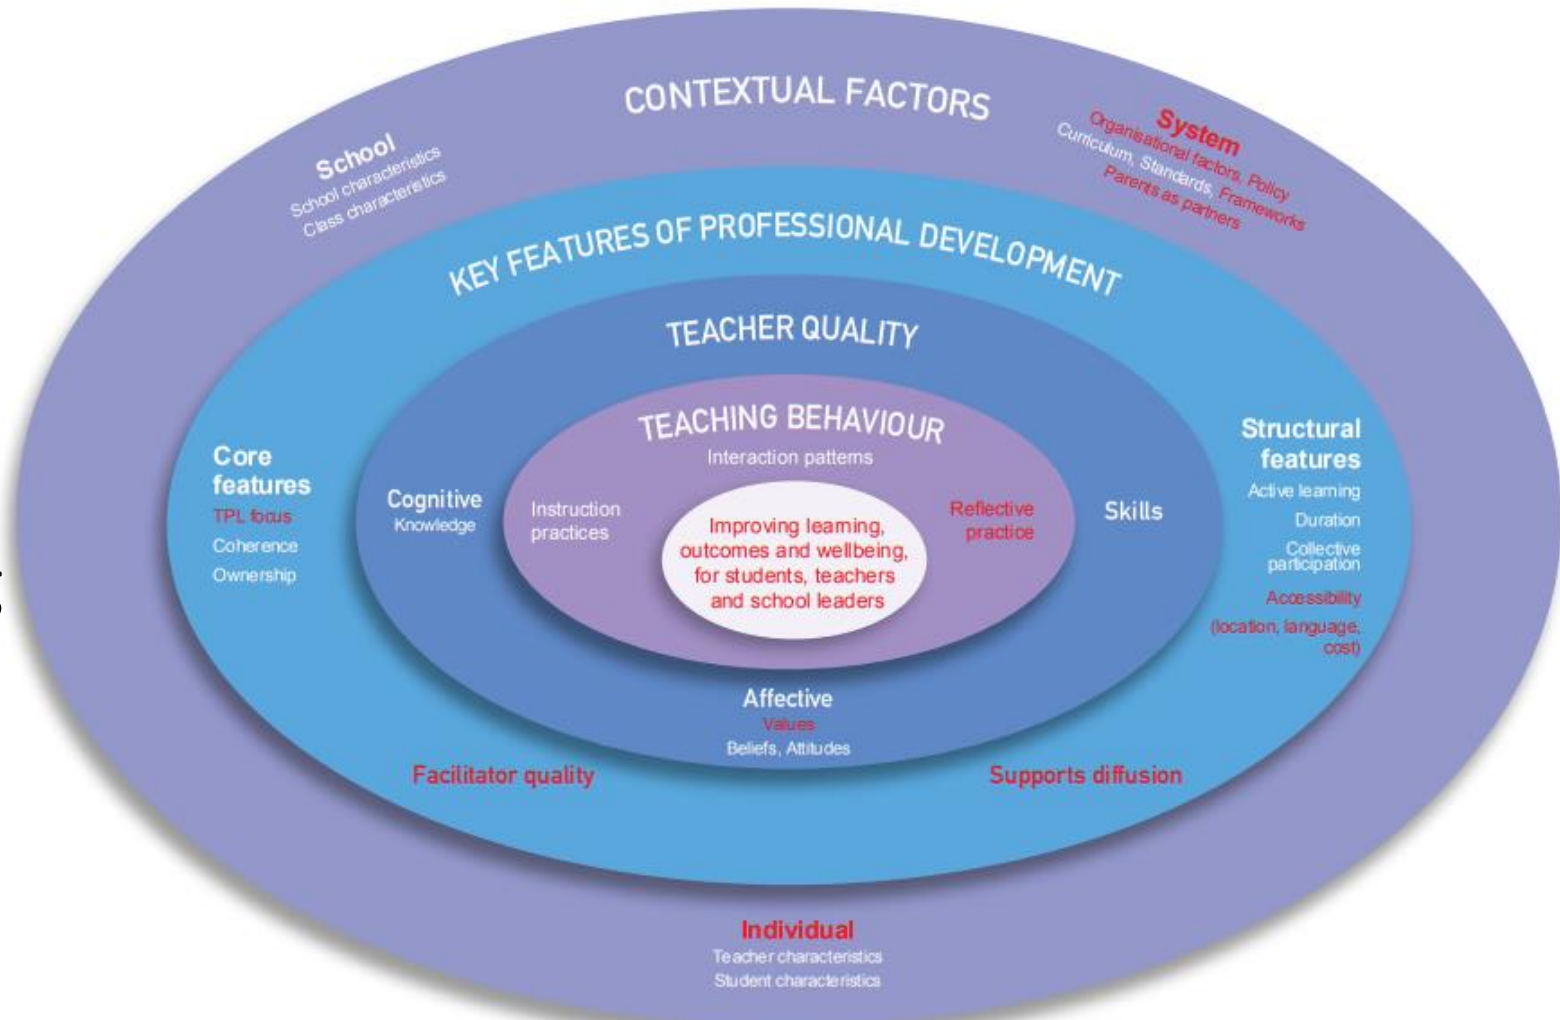 CONTEXTUAL FACTORS
School
School characteristics
Class characteristics
System
Organisational factors, Policy
Curriculum, Standards, Frameworks
Parents as partners
KEY FEATURES OF PROFESSIONAL DEVELOPMENT
TEACHER QUALITY
TEACHING BEHAVIOUR
Interaction patterns
Core
features
TPL focus
Coherence
Ownership
Cognitive
Knowledge
Instruction
practices
Improving learning,
outcomes and wellbeing,
for students, teachers
and school leaders
Reflective
practice
Skills
Structural
features
Active learning
Duration
Collective
participation
Accessibility
(location, language,
cost)
Affective
Values
Beliefs, Attitudes
Facilitator quality
Supports diffusion
Individual
Teacher characteristics
Student characteristics